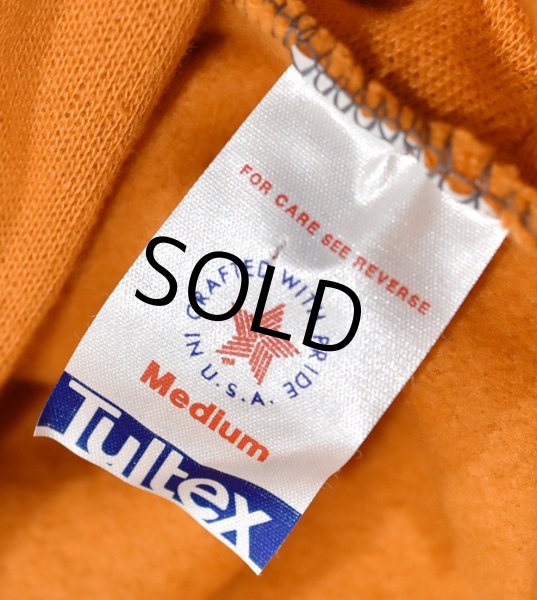 FOR CARE SEE REVERSE
CRAFTED WITH PRIDE
IN U.S.A.
SOLD
Medium
Tultex